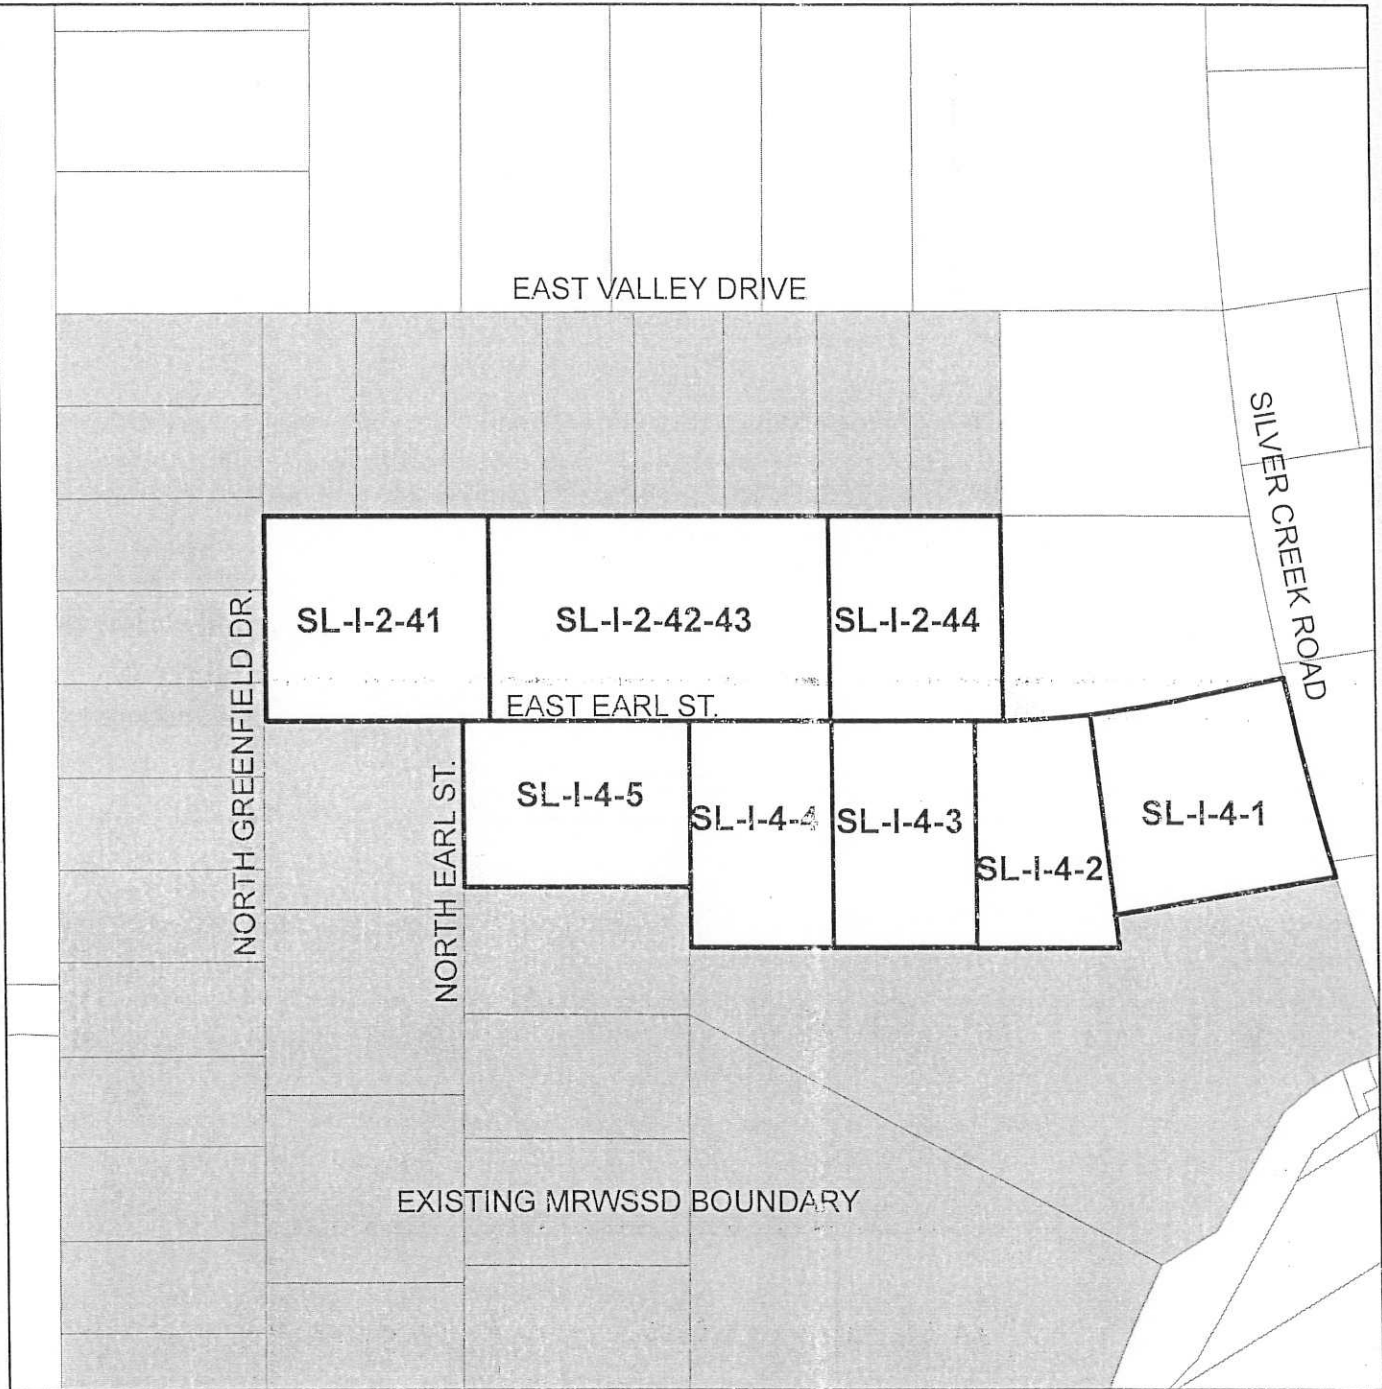 EAST VALLEY DRIVE
SILVER CREEK ROAD
SL-I-2-41
SL-I-2-42-43
SL-I-2-44
NORTH GREENFIELD DR.
EAST EARL ST.
NORTH EARL ST.
SL-I-4-5
SL-I-4-4
SL-I-4-3
SL-I-4-2
SL-I-4-1
EXISTING MRWSSD BOUNDARY